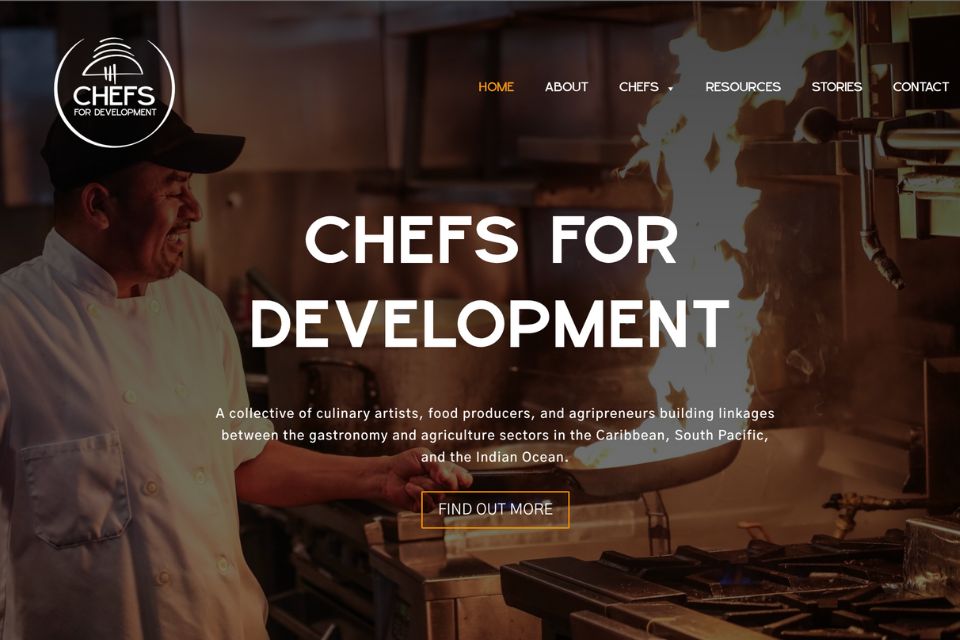 CHEFS
FOR DEVELOPMENT
HOME ABOUT CHEFS RESOURCES STORIES CONTACT
CHEFS FOR
DEVELOPMENT
A collective of culinary artists, food producers, and agripreneurs building linkages
between the gastronomy and agriculture sectors in the Caribbean, South Pacific,
and the Indian Ocean.
FIND OUT MORE